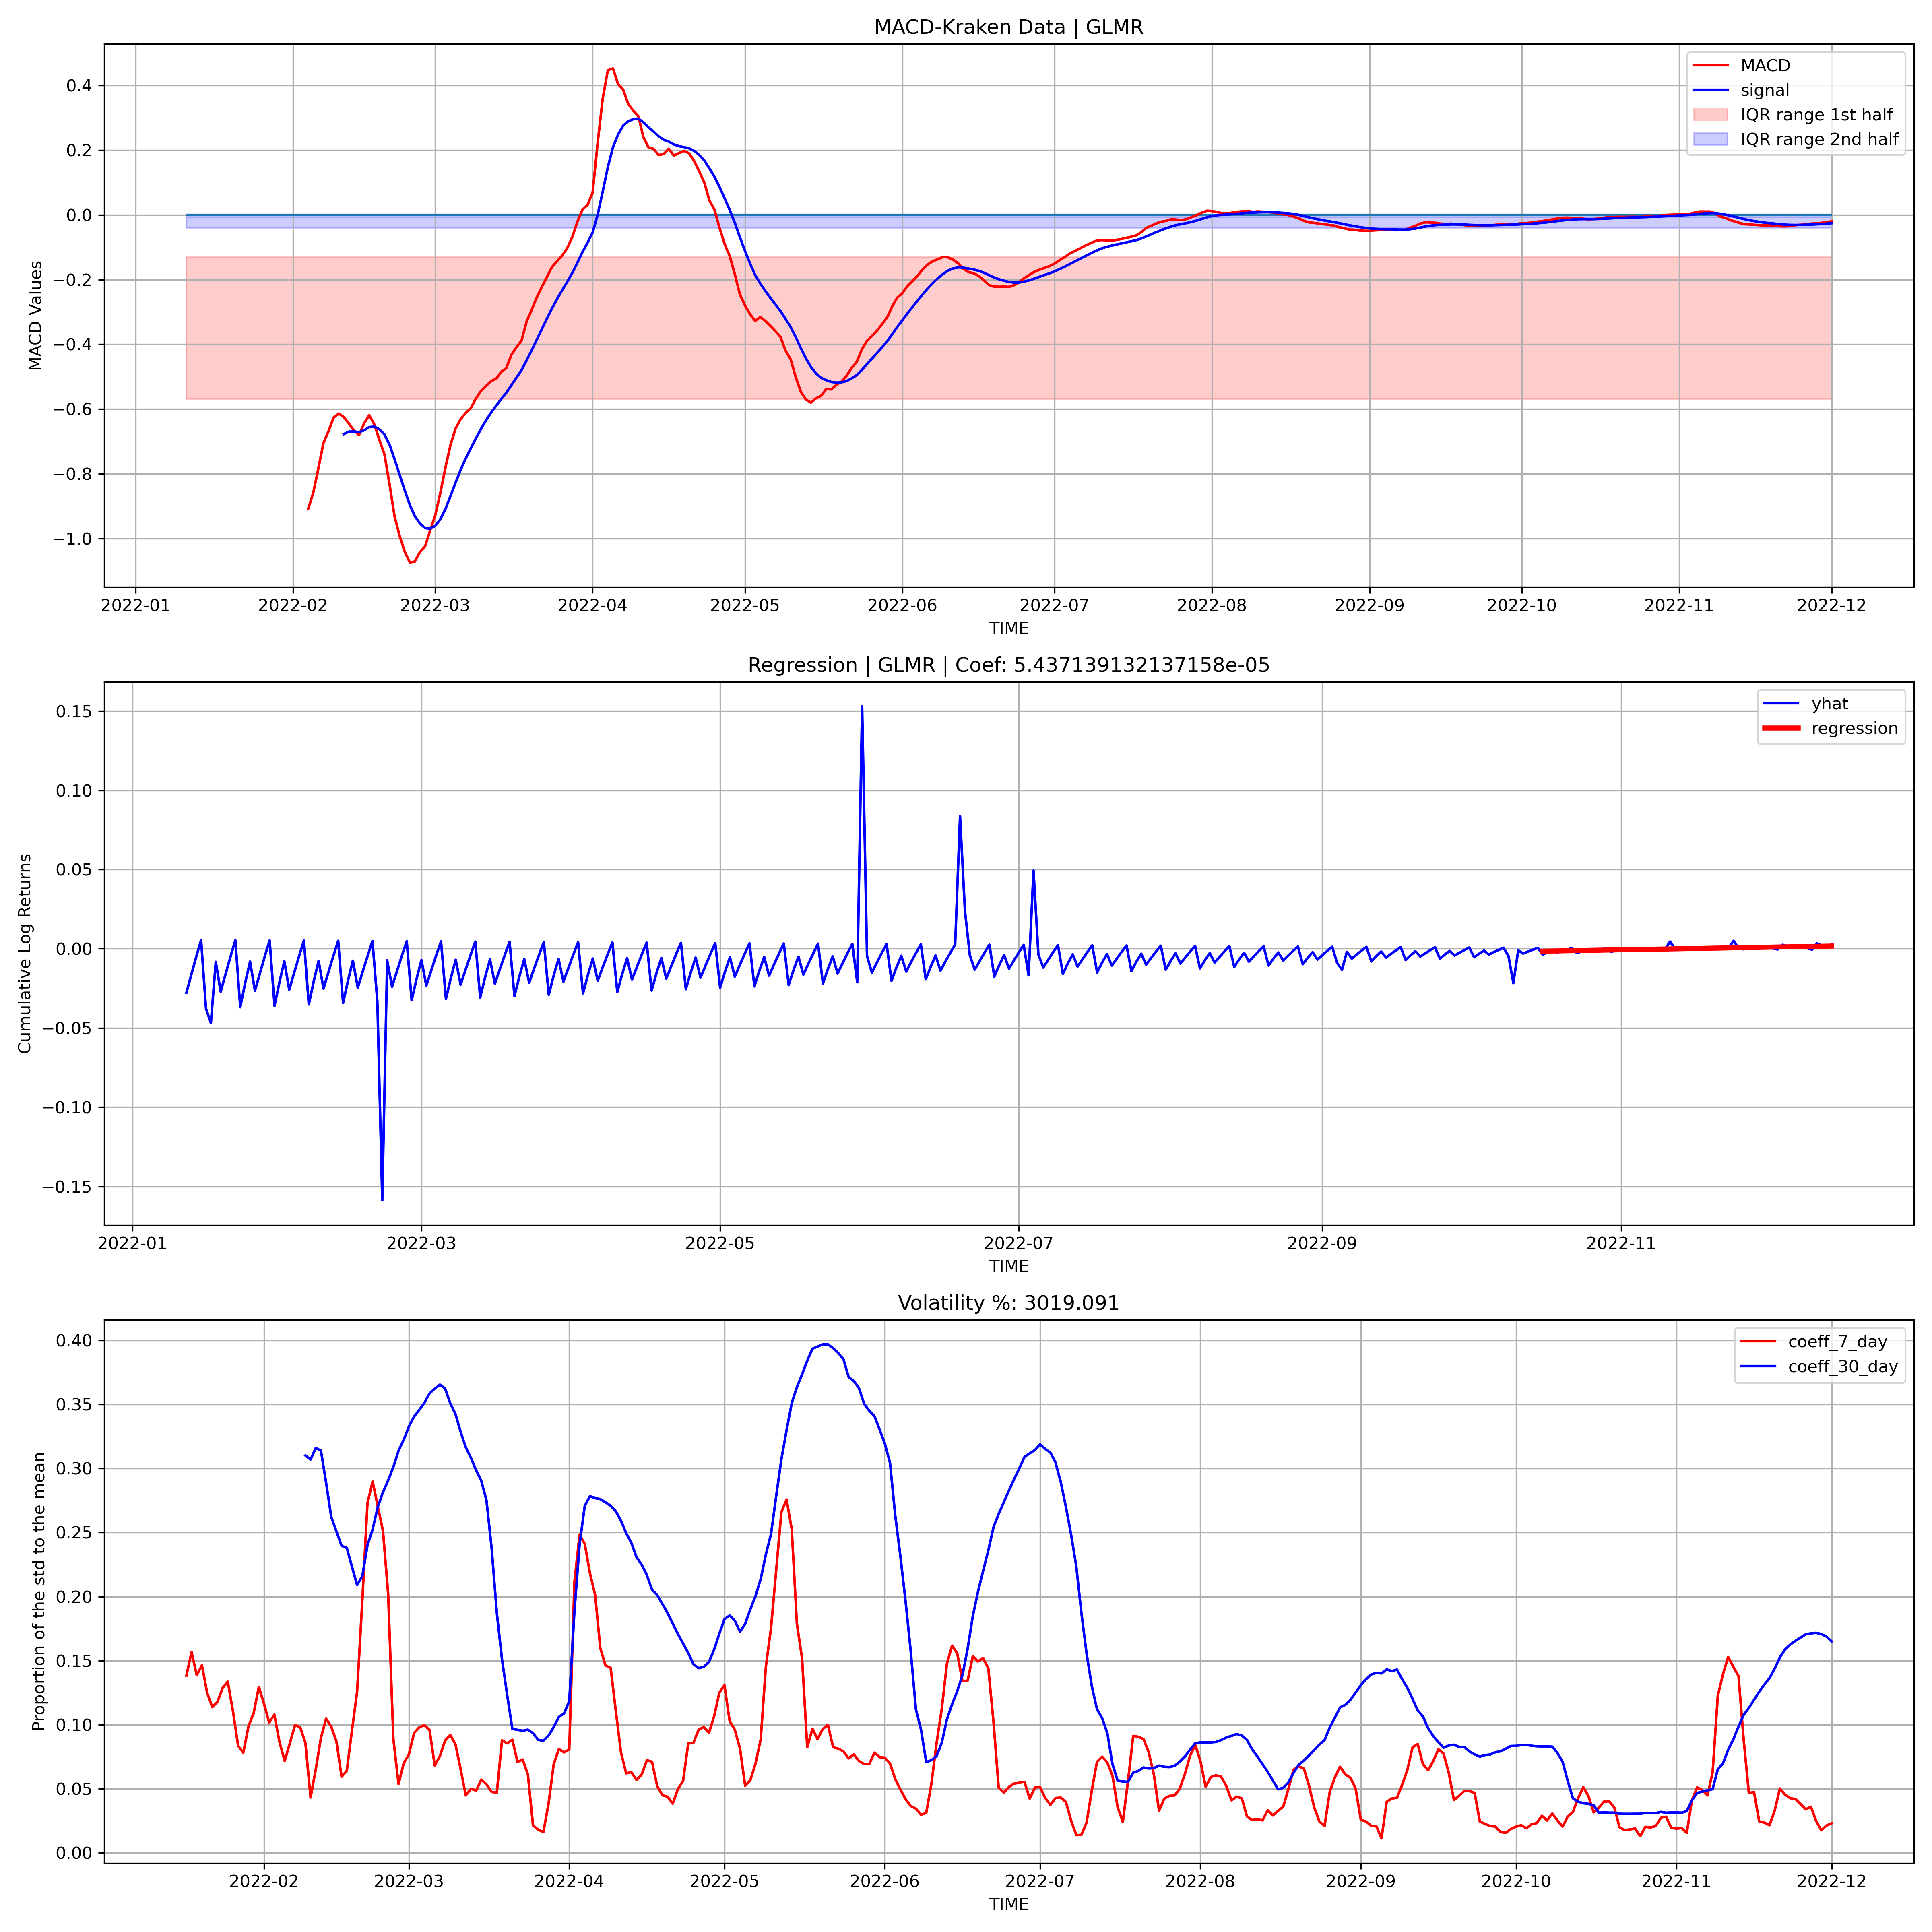 MACD-Kraken Data | GLMR
MACD
signal
IQR range 1st half
IQR range 2nd half
MACD Values
0.4
0.2
0.0
−0.2
−0.4
−0.6
−0.8
−1.0
2022-01 2022-02 2022-03 2022-04 2022-05 2022-06 2022-07 2022-08 2022-09 2022-10 2022-11 2022-12
TIME
Regression | GLMR | Coef: 5.437139132137158e-05
yhat
regression
Cumulative Log Returns
0.15
0.10
0.05
0.00
−0.05
−0.10
−0.15
2022-01 2022-03 2022-05 2022-07 2022-09 2022-11
TIME
Volatility %: 3019.091
coeff_7_day
coeff_30_day
Proportion of the std to the mean
0.40
0.35
0.30
0.25
0.20
0.15
0.10
0.05
0.00
2022-02 2022-03 2022-04 2022-05 2022-06 2022-07 2022-08 2022-09 2022-10 2022-11 2022-12
TIME